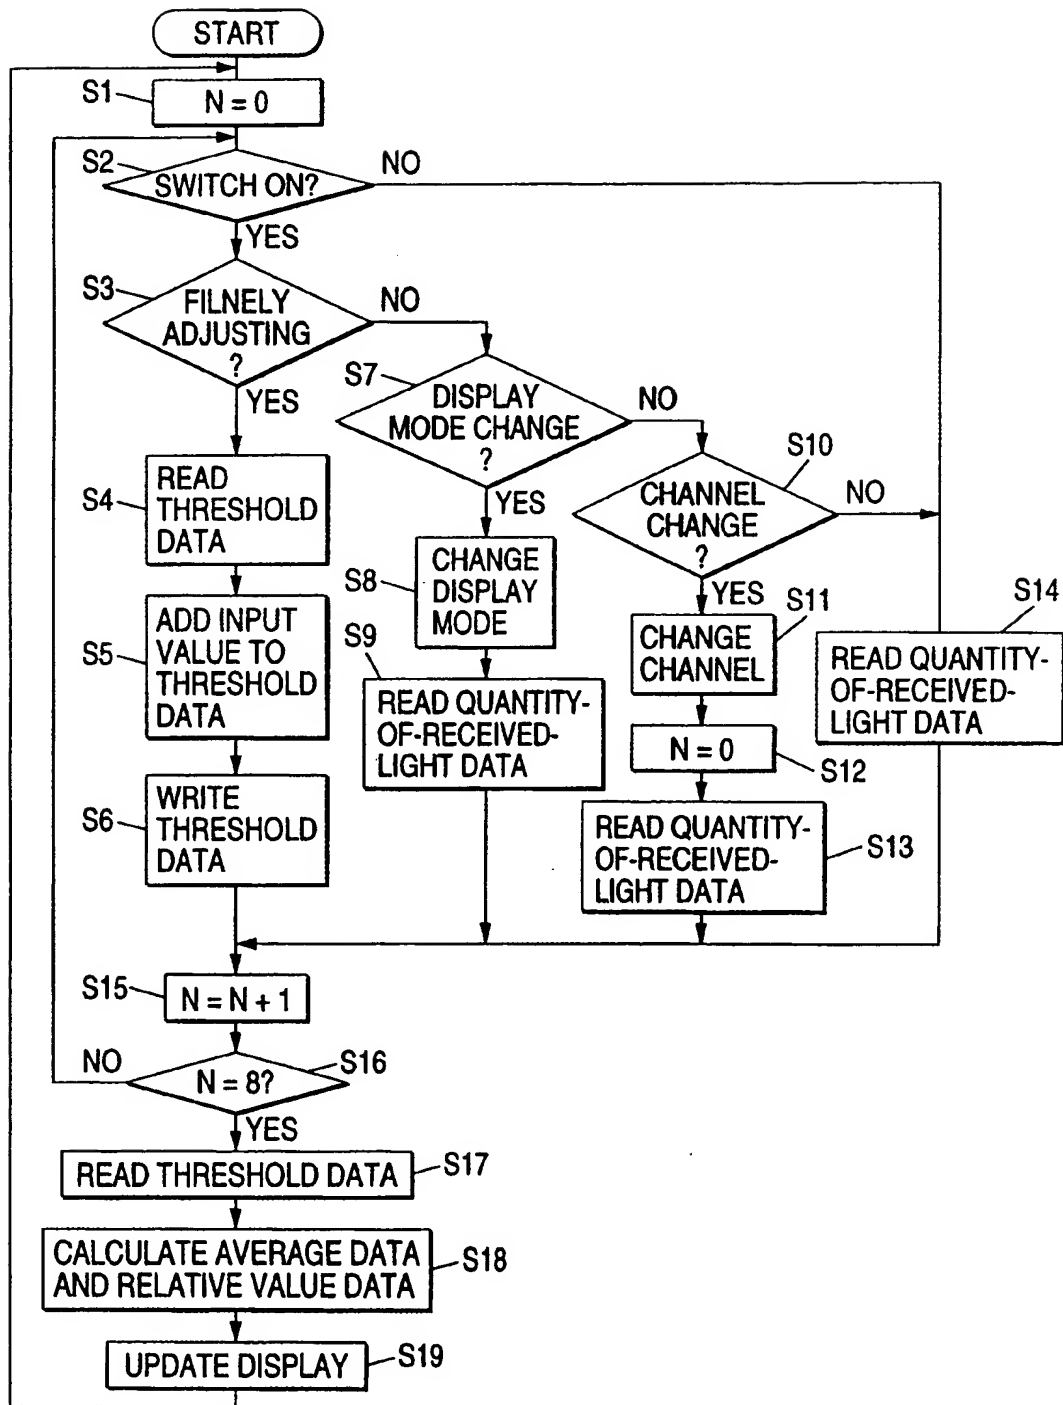 START
S1
N = 0
S2
SWITCH ON?
NO
YES
S3
FILNELY
ADJUSTING
?
NO
YES
S7
DISPLAY
MODE CHANGE
?
NO
YES
S10
CHANNEL
CHANGE
?
NO
YES
S4
READ
THRESHOLD
DATA
S8
CHANGE
DISPLAY
MODE
S11
CHANGE
CHANNEL
S14
READ QUANTITY-
OF-RECEIVED-
LIGHT DATA
S5
ADD INPUT
VALUE TO
THRESHOLD
DATA
S9
READ QUANTITY-
OF-RECEIVED-
LIGHT DATA
N = 0
S12
S6
WRITE
THRESHOLD
DATA
READ QUANTITY-
OF-RECEIVED-
LIGHT DATA
S13
S15
N = N + 1
NO
N = 8?
S16
YES
READ THRESHOLD DATA
S17
CALCULATE AVERAGE DATA
AND RELATIVE VALUE DATA
S18
UPDATE DISPLAY
S19